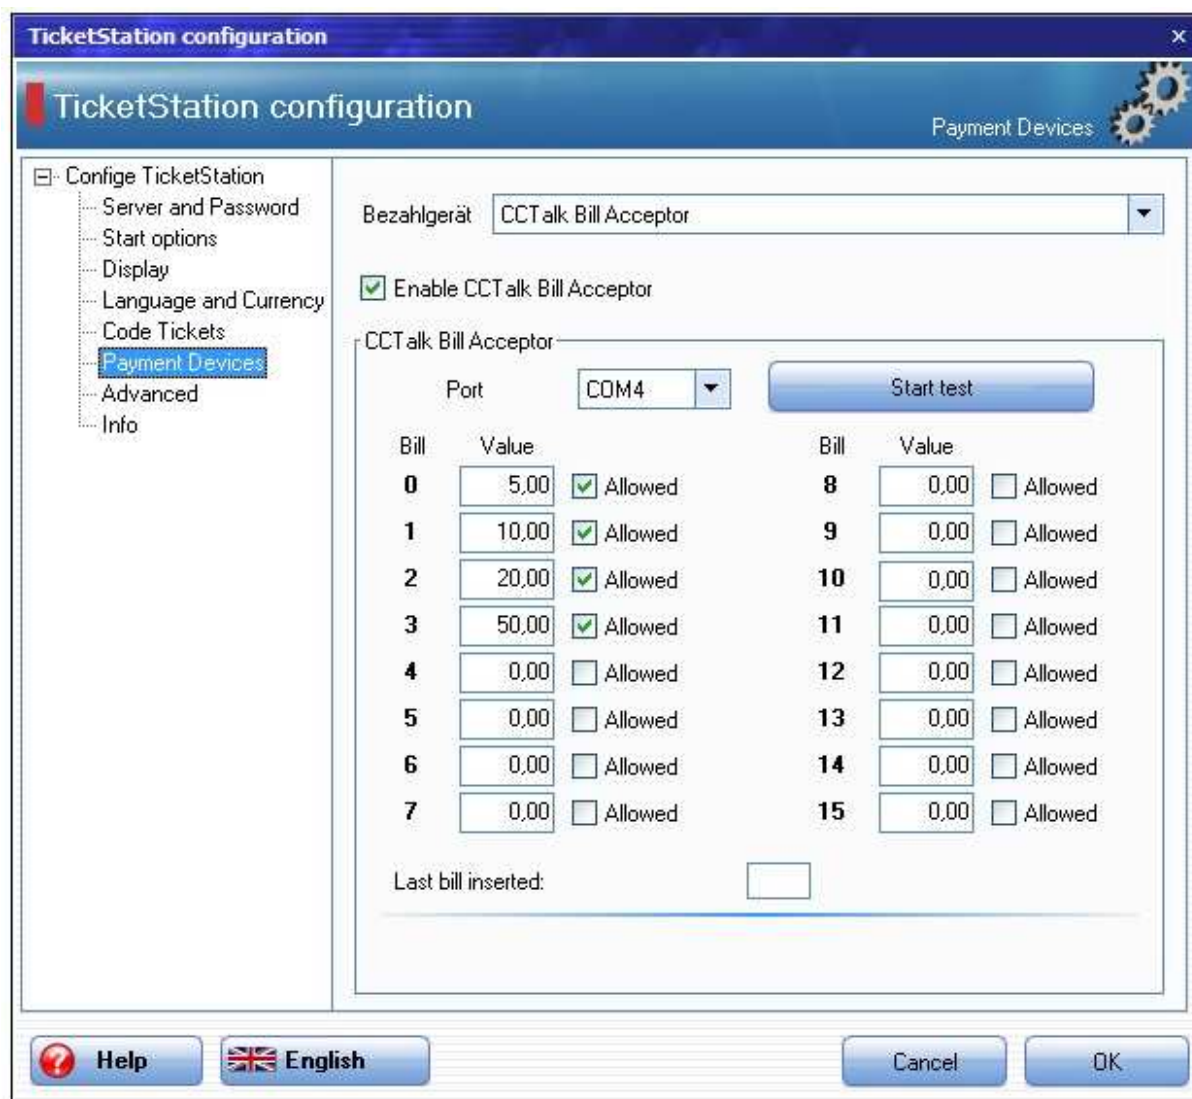 TicketStation configuration
TicketStation configuration
Payment Devices
Confige TicketStation
Server and Password
Start options
Display
Language and Currency
Code Tickets
Payment Devices
Advanced
Info
Bezahlgerät CCTalk Bill Acceptor
Enable CCTalk Bill Acceptor
CCTalk Bill Acceptor
Port COM4 Start test
Bill Value Bill Value
0 5,00 Allowed 8 0,00 Allowed
1 10,00 Allowed 9 0,00 Allowed
2 20,00 Allowed 10 0,00 Allowed
3 50,00 Allowed 11 0,00 Allowed
4 0,00 Allowed 12 0,00 Allowed
5 0,00 Allowed 13 0,00 Allowed
6 0,00 Allowed 14 0,00 Allowed
7 0,00 Allowed 15 0,00 Allowed
Last bill inserted:
Help English Cancel OK